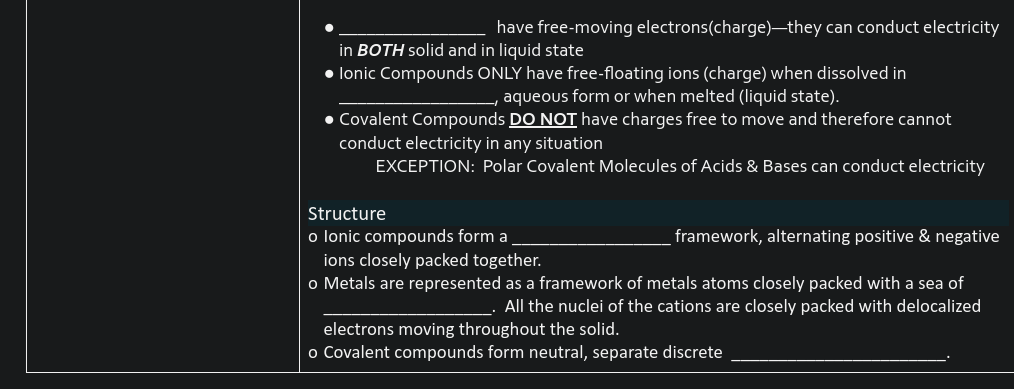 ● ________________ have free-moving electrons(charge)—they can conduct electricity
in BOTH solid and in liquid state
● Ionic Compounds ONLY have free-floating ions (charge) when dissolved in
_________________, aqueous form or when melted (liquid state).
● Covalent Compounds DO NOT have charges free to move and therefore cannot
conduct electricity in any situation
EXCEPTION: Polar Covalent Molecules of Acids & Bases can conduct electricity
Structure
o Ionic compounds form a _________________ framework, alternating positive & negative
ions closely packed together.
o Metals are represented as a framework of metals atoms closely packed with a sea of
__________________. All the nuclei of the cations are closely packed with delocalized
electrons moving throughout the solid.
o Covalent compounds form neutral, separate discrete _______________________.